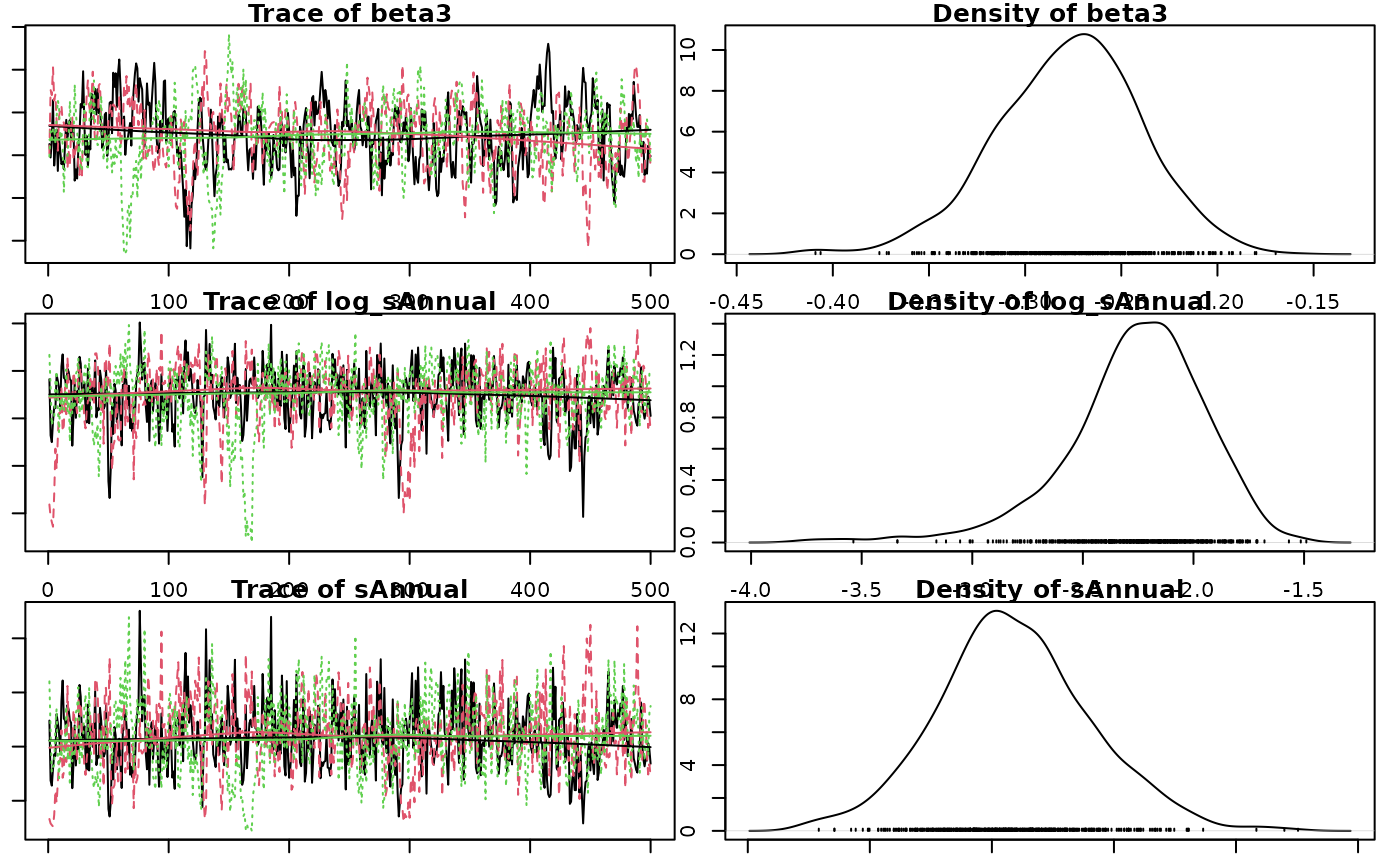 Trace of beta3
Density of beta3
10
8
6
4
2
0
0 100 200 300 400 500
-0.45 -0.40 -0.35 -0.30 -0.25 -0.20 -0.15
Trace of log_sAnnual
Density of log_sAnnual
1.2
0.8
0.4
0.0
0 100 200 300 400 500
-4.0 -3.5 -3.0 -2.5 -2.0 -1.5
Trace of sAnnual
Density of sAnnual
12
8
4
0